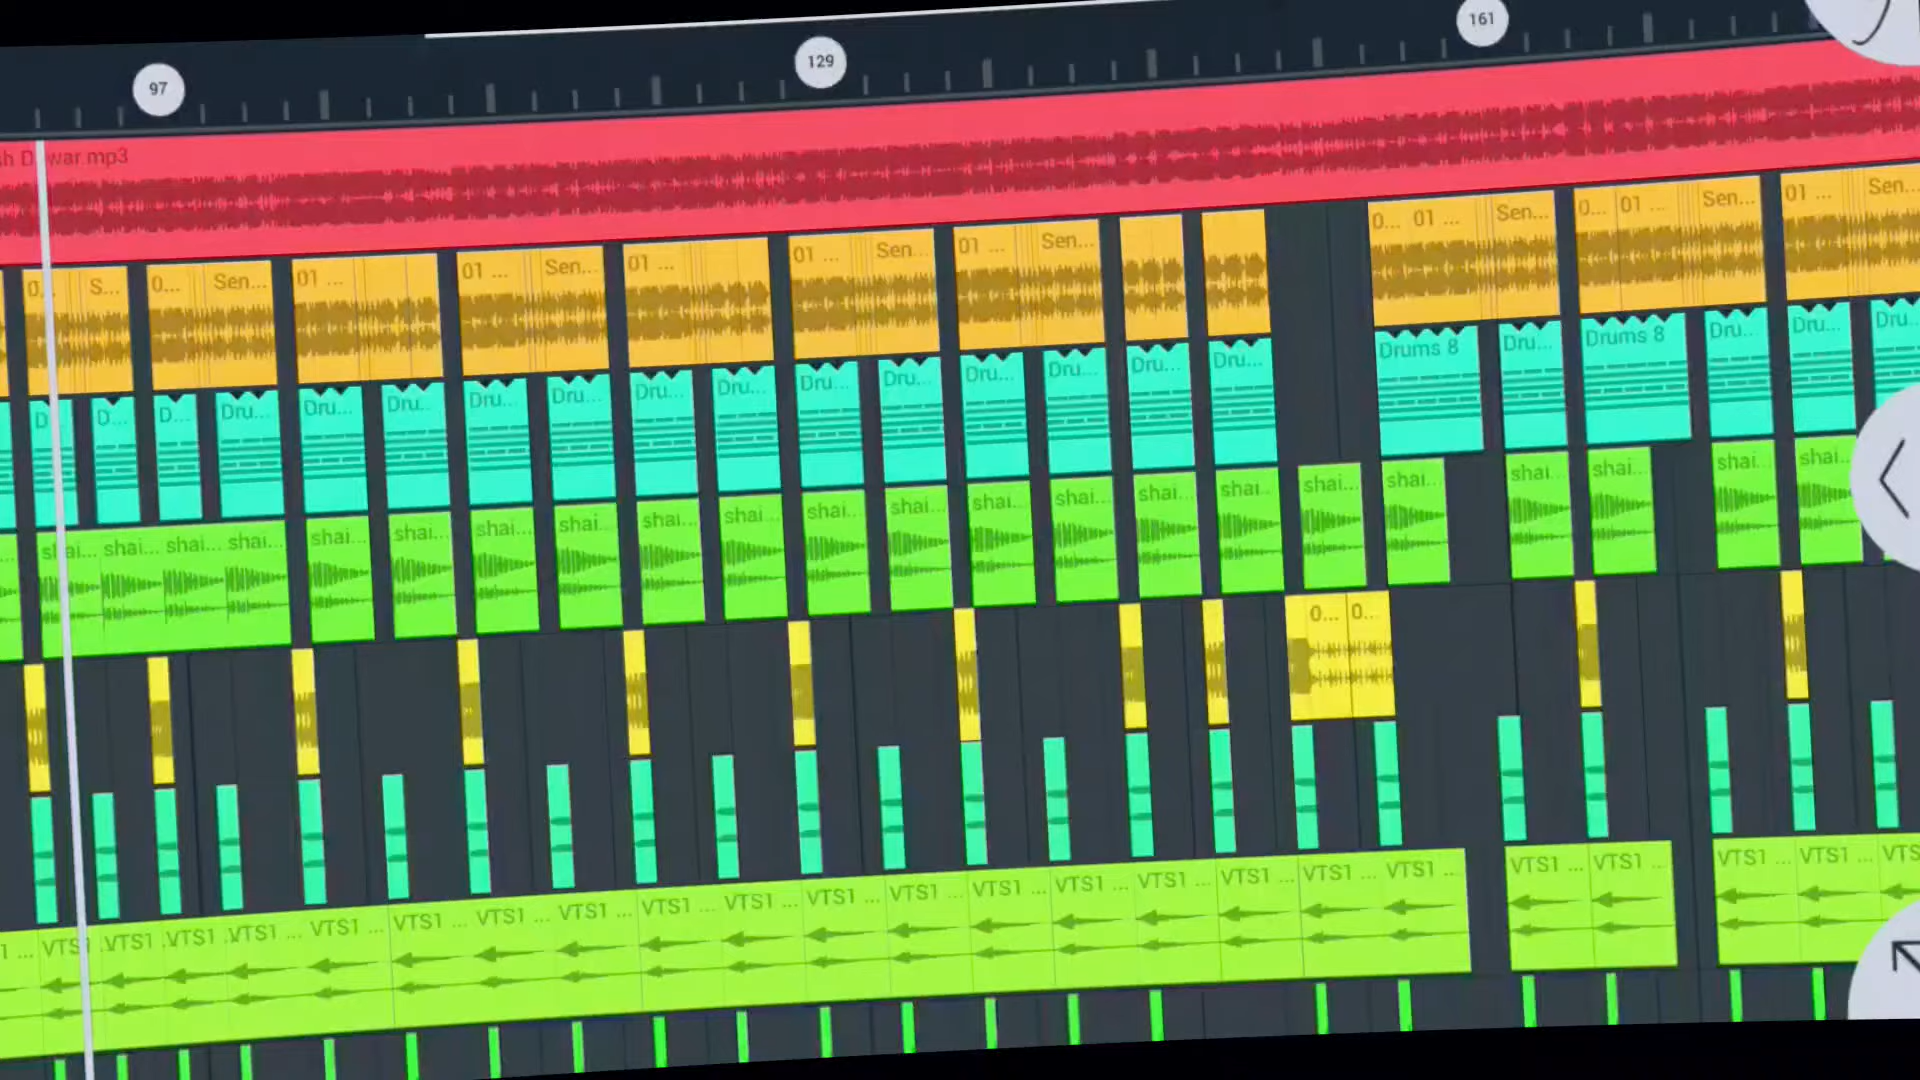 97
129
161
war.mp3
0... S... 0... Sen... 01 ... 01 ... Sen... 01 ... 01 ... Sen... 01 ... Sen... 0... 01 ... Sen... 0... 01 ... Sen... 01 ... Sen...
D D... D... Dru... Dru... Dru... Dru... Dru... Dru... Dru... Dru... Dru... Dru... Dru... Dru... Dru... Drums 8 Dru... Drums 8 Dru... Dru... Dru...
shai... shai... shai... shai... shai... shai... shai... shai... shai... shai... shai... shai... shai... shai... shai... shai... shai... shai... shai... shai... shai...
0... 0...
1 ... VTS1 VTS1 VTS1 VTS1 ... VTS1 ... VTS1 ... VTS1 ... VTS1 ... VTS1 ... VTS1 ... VTS1 ... VTS1 ... VTS1 ... VTS1 ... VTS1 ... VTS1 ... VTS1 ... VTS1 ... VTS1 ... VTS1 ... VTS1 ... VTS1 ... VTS